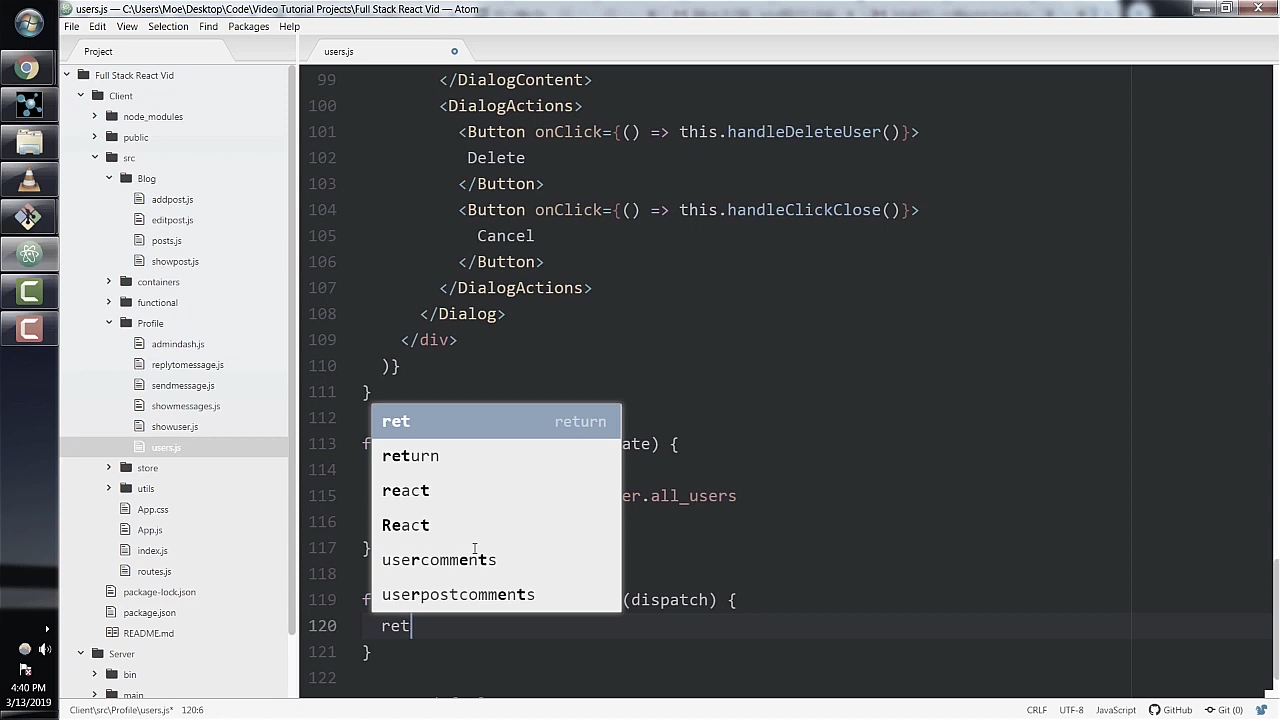 users.js — C:\Users\Moe\Desktop\Code\Video Tutorial Projects\Full Stack React Vid — Atom
File Edit View Selection Find Packages Help
Project
users.js
Full Stack React Vid
Client
node_modules
public
src
Blog
addpost.js
editpost.js
posts.js
showpost.js
containers
functional
Profile
admindash.js
replytomessage.js
sendmessage.js
showmessages.js
showuser.js
users.js
store
utils
App.css
App.js
index.js
routes.js
package-lock.json
package.json
README.md
Server
bin
main
99 </DialogContent>
100 <DialogActions>
101 <Button onClick={() => this.handleDeleteUser()}>
102 Delete
103 </Button>
104 <Button onClick={() => this.handleClickClose()}>
105 Cancel
106 </Button>
107 </DialogActions>
108 </Dialog>
109 </div>
110 )}
111 }
112
113 f ate) {
114
115 er.all_users
116
117 }
118
119 f (dispatch) {
120 ret
121 }
122
ret return
return
react
React
usercomments
userpostcomments
4:40 PM
3/13/2019
Client\src\Profile\users.js* 120:6
CRLF UTF-8 JavaScript GitHub Git (0)